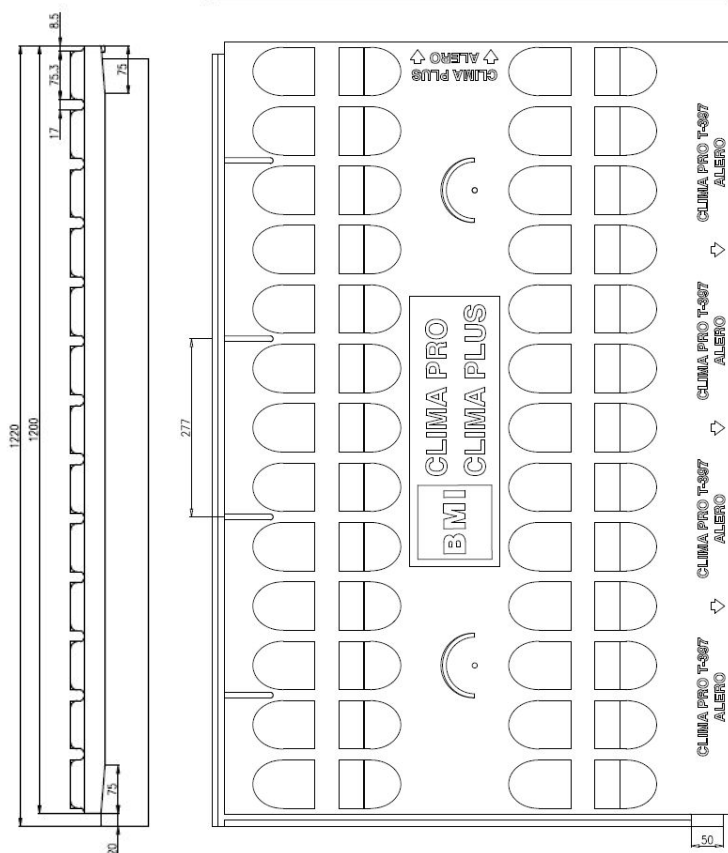 8.5
75.3
17
1220
1200
75
75
20
277
50
CLIMA PLUS
ALERO
BMI
CLIMA PRO
CLIMA PLUS
CLIMA PRO T-397
ALERO
CLIMA PRO T-397
ALERO
CLIMA PRO T-397
ALERO
CLIMA PRO T-397
ALERO